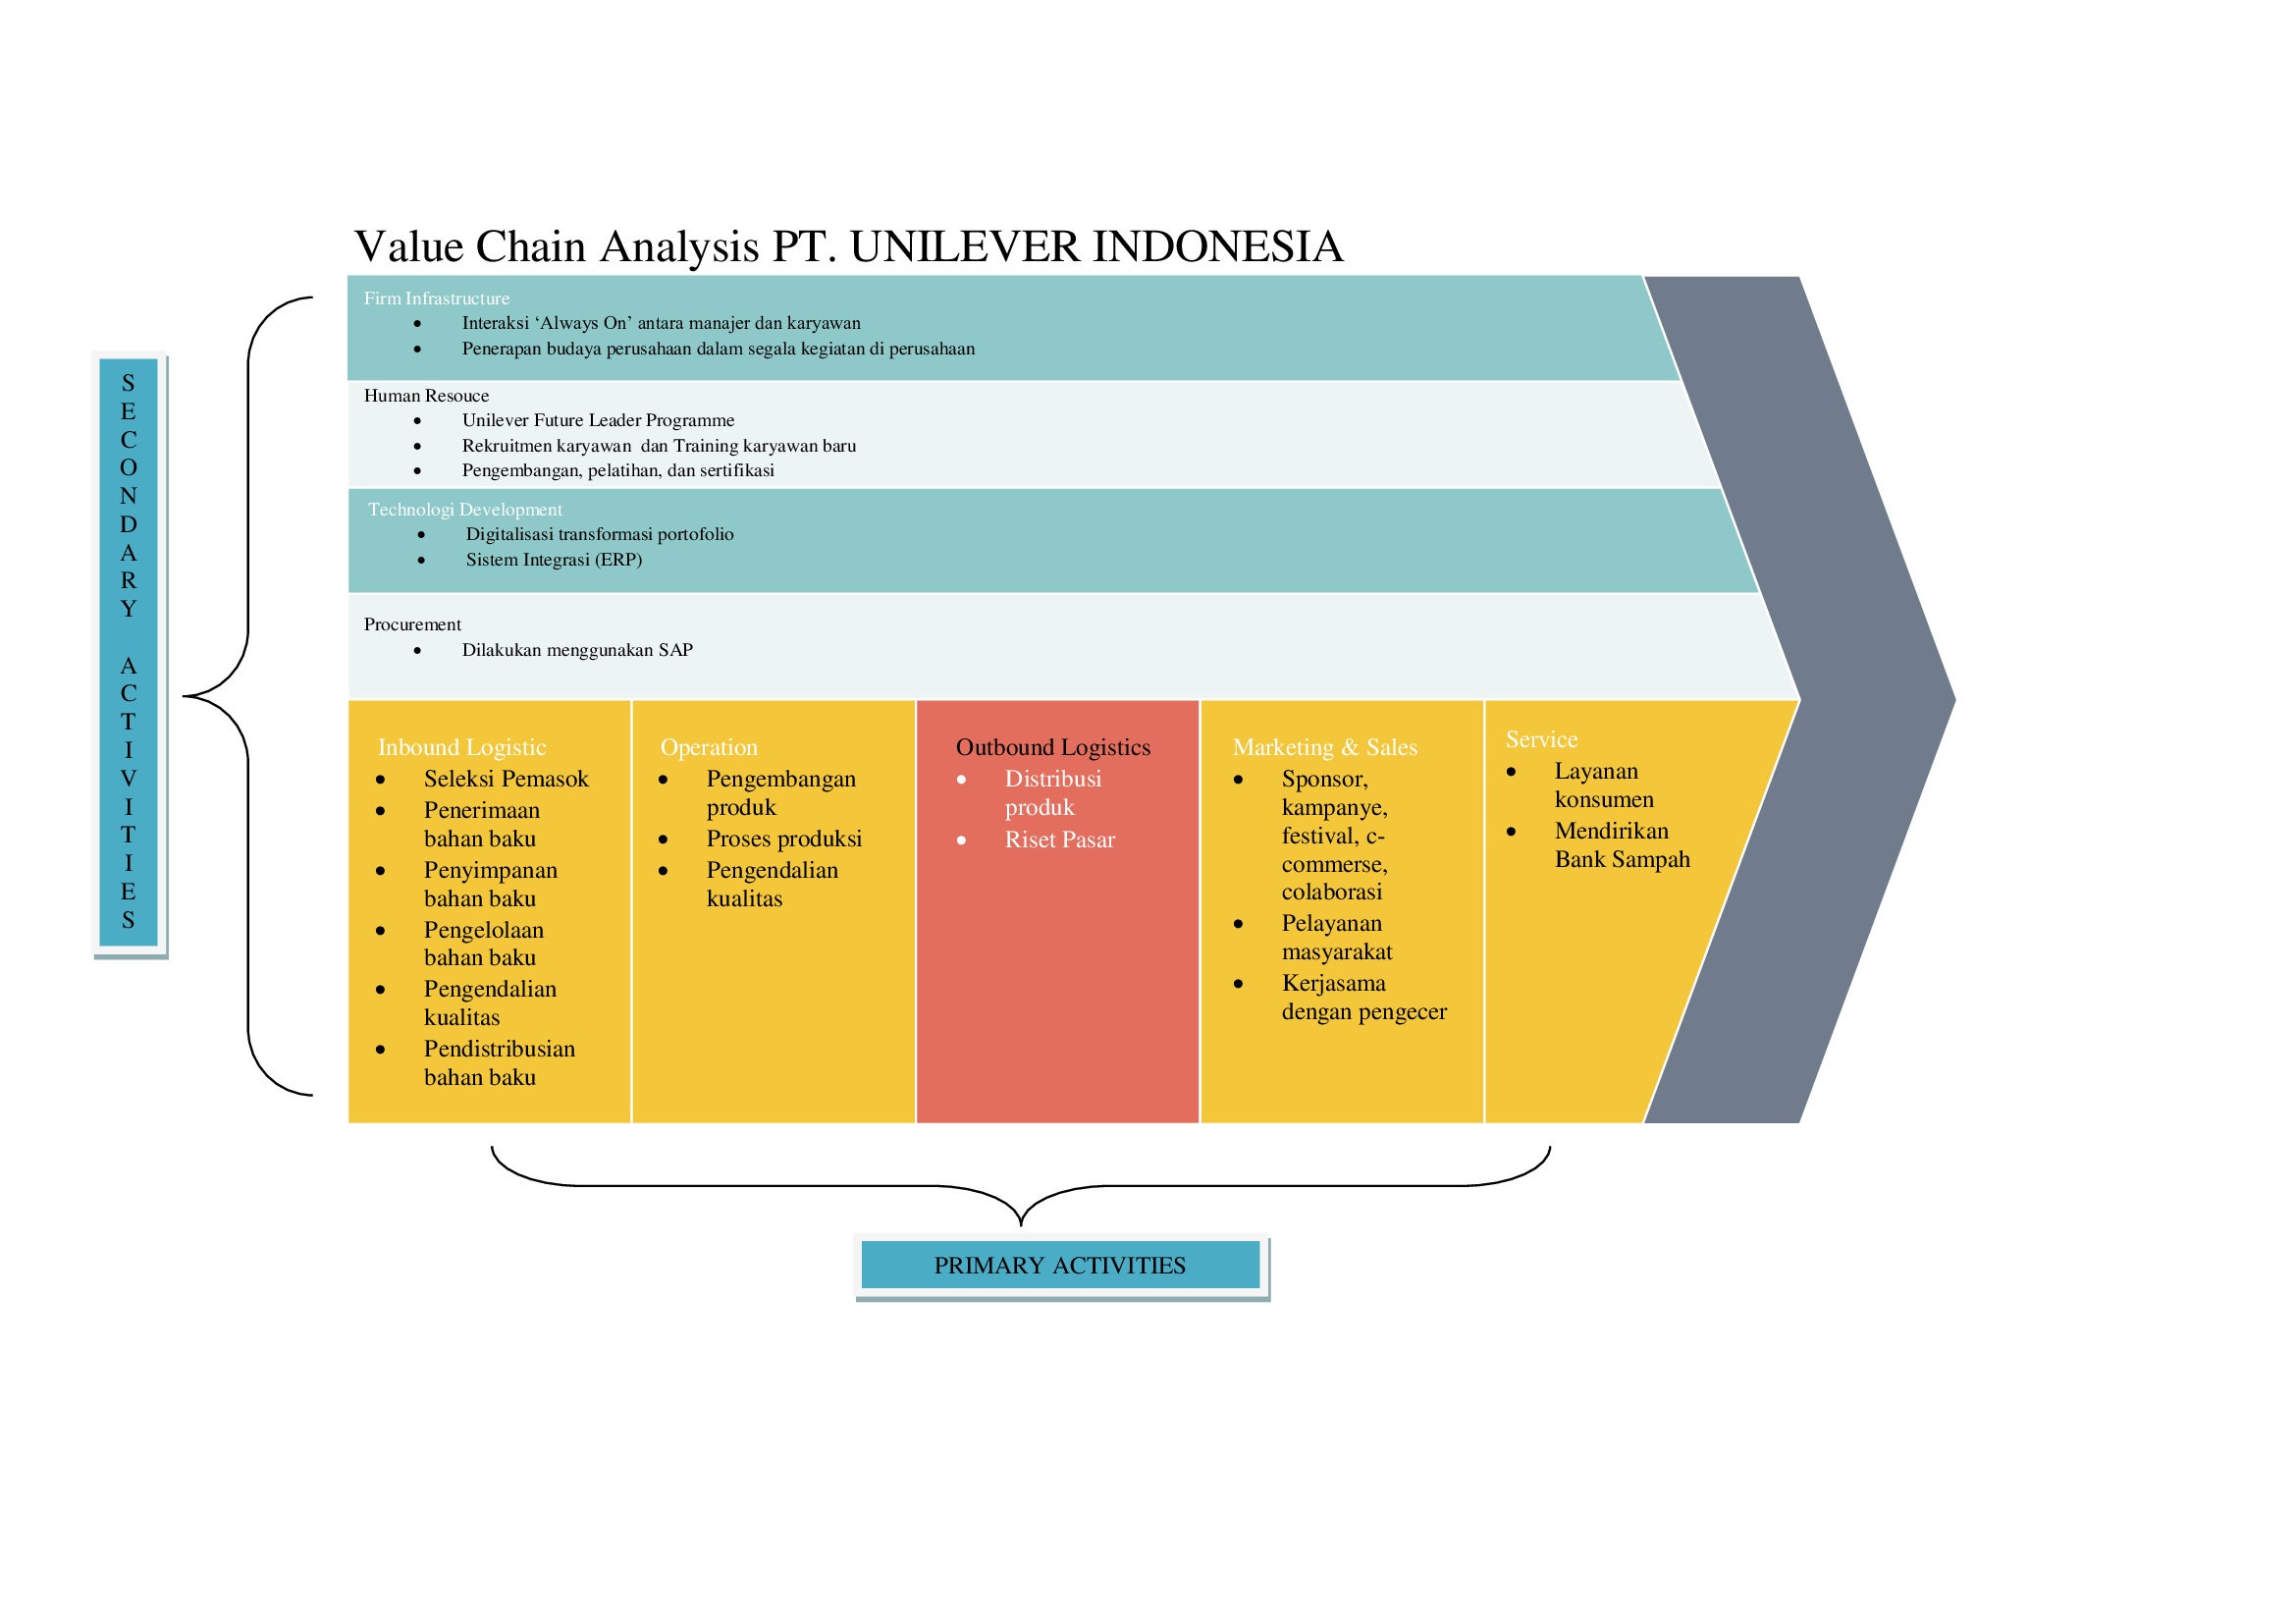 Value Chain Analysis PT. UNILEVER INDONESIA
SECONDARY ACTIVITIES
Firm Infrastructure
• Interaksi ‘Always On’ antara manajer dan karyawan
• Penerapan budaya perusahaan dalam segala kegiatan di perusahaan
Human Resouce
• Unilever Future Leader Programme
• Rekruitmen karyawan dan Training karyawan baru
• Pengembangan, pelatihan, dan sertifikasi
Technologi Development
• Digitalisasi transformasi portofolio
• Sistem Integrasi (ERP)
Procurement
• Dilakukan menggunakan SAP
Inbound Logistic
• Seleksi Pemasok
• Penerimaan
bahan baku
• Penyimpanan
bahan baku
• Pengelolaan
bahan baku
• Pengendalian
kualitas
• Pendistribusian
bahan baku
Operation
• Pengembangan
produk
• Proses produksi
• Pengendalian
kualitas
Outbound Logistics
• Distribusi
produk
• Riset Pasar
Marketing & Sales
• Sponsor,
kampanye,
festival, c-
commerse,
colaborasi
• Pelayanan
masyarakat
• Kerjasama
dengan pengecer
Service
• Layanan
konsumen
• Mendirikan
Bank Sampah
PRIMARY ACTIVITIES